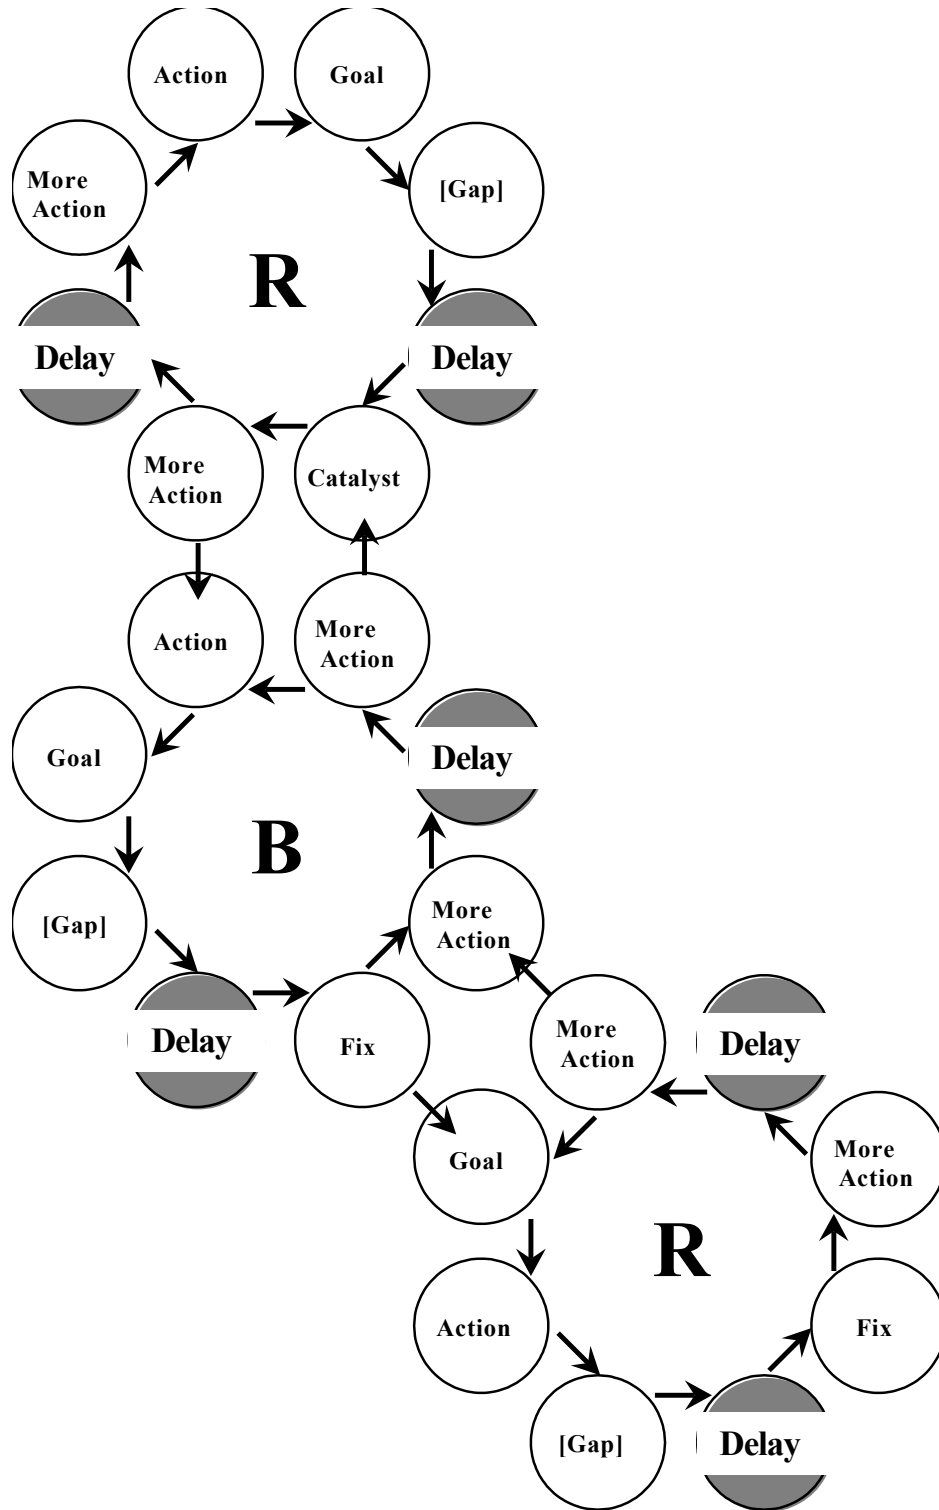 Action
Goal
More
Action
[Gap]
R
Delay
Delay
More
Action
Catalyst
Action
More
Action
Goal
Delay
B
[Gap]
More
Action
Delay
Fix
More
Action
Delay
Goal
More
Action
R
Action
Fix
[Gap]
Delay